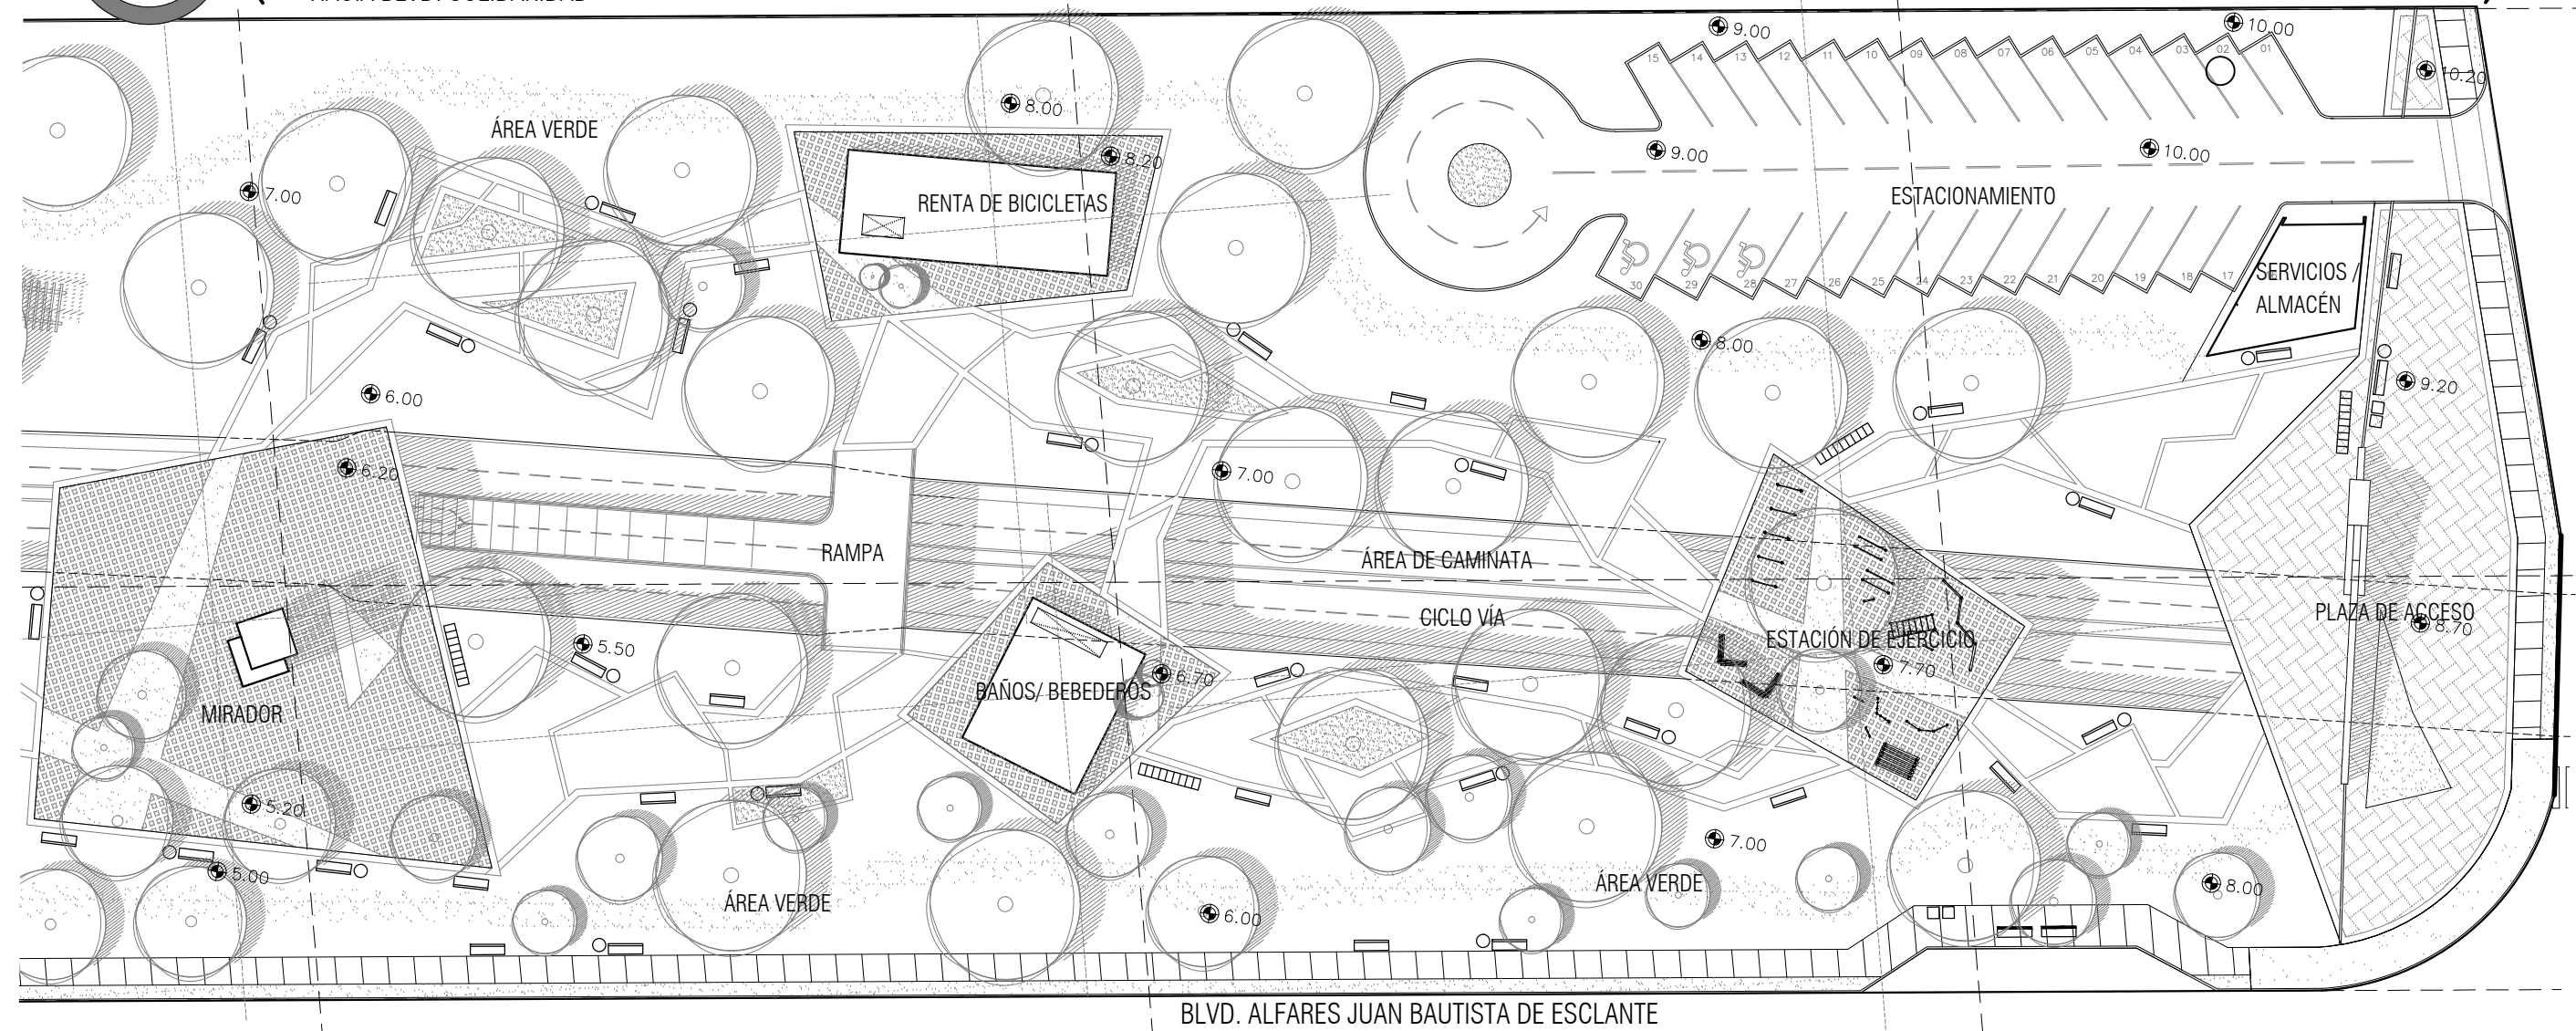 9.00
10.00
15 14 13 12 11 10 09 08 07 06 05 04 03 02 01
10.20
8.00
ÁREA VERDE
8.20
9.00
10.00
7.00
RENTA DE BICICLETAS
ESTACIONAMIENTO
30 29 28 27 26 25 24 23 22 21 20 19 18 17
SERVICIOS /
ALMACÉN
8.00
9.20
6.00
6.20
7.00
RAMPA
ÁREA DE CAMINATA
CICLO VÍA
PLAZA DE ACCESO
8.70
5.50
ESTACIÓN DE EJERCICIO
7.70
6.70
BAÑOS/ BEBEDEROS
MIRADOR
5.20
7.00
5.00
ÁREA VERDE
ÁREA VERDE
8.00
6.00
BLVD. ALFARES JUAN BAUTISTA DE ESCLANTE